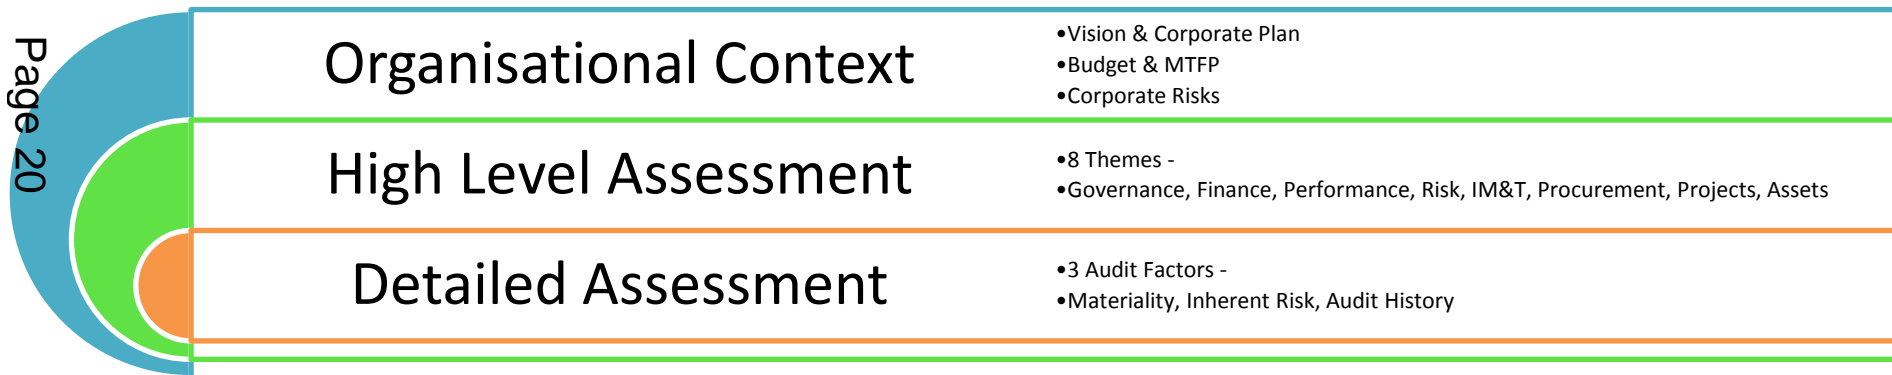 Page 20
Organisational Context
•Vision & Corporate Plan
•Budget & MTFP
•Corporate Risks
High Level Assessment
•8 Themes -
•Governance, Finance, Performance, Risk, IM&T, Procurement, Projects, Assets
Detailed Assessment
•3 Audit Factors -
•Materiality, Inherent Risk, Audit History